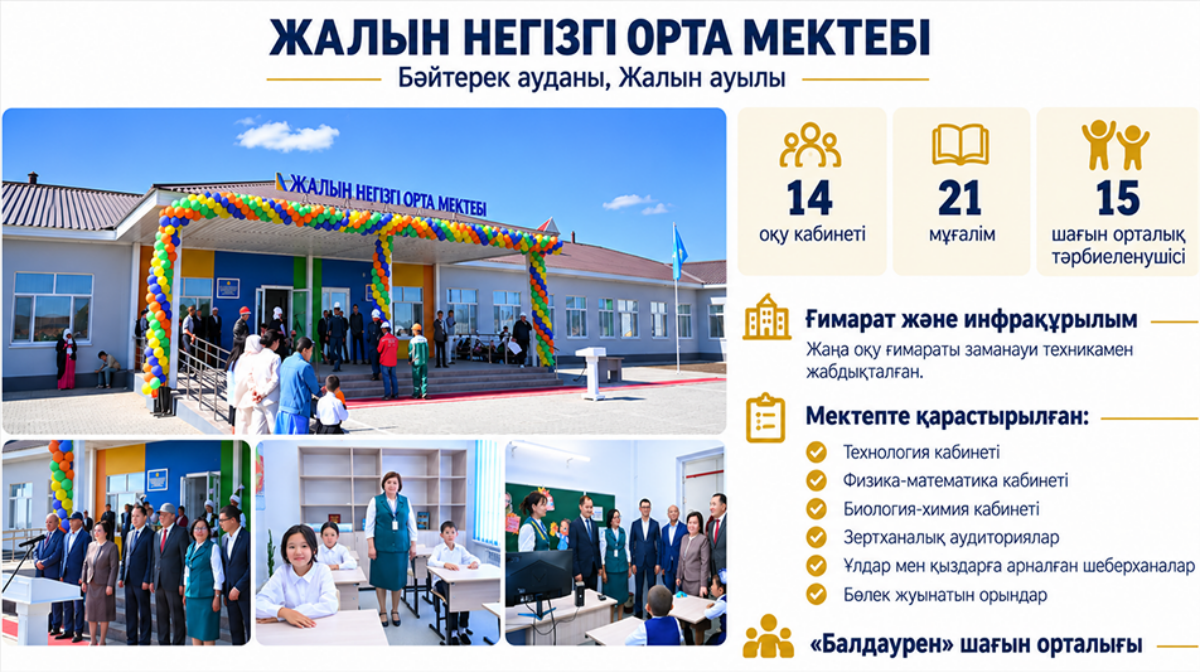 ЖАЛЫН НЕГІЗГІ ОРТА МЕКТЕБІ
Бәйтерек ауданы, Жалын ауылы
ЖАЛЫН НЕГІЗГІ ОРТА МЕКТЕБІ
14
оқу кабинеті
21
мұғалім
15
шағын орталық
тәрбиеленушісі
Ғимарат және инфрақұрылым
Жаңа оқу ғимараты заманауи техникамен
жабдықталған.
Мектепте қарастырылған:
Технология кабинеті
Физика-математика кабинеті
Биология-химия кабинеті
Зертханалық аудиториялар
Ұлдар мен қыздарға арналған шеберханалар
Бөлек жуынатын орындар
«Балдаурен» шағын орталығы